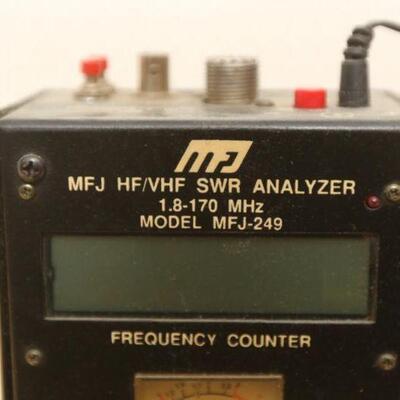 MFJ
MFJ HF/VHF SWR ANALYZER
1.8-170 MHz
MODEL MFJ-249
FREQUENCY COUNTER